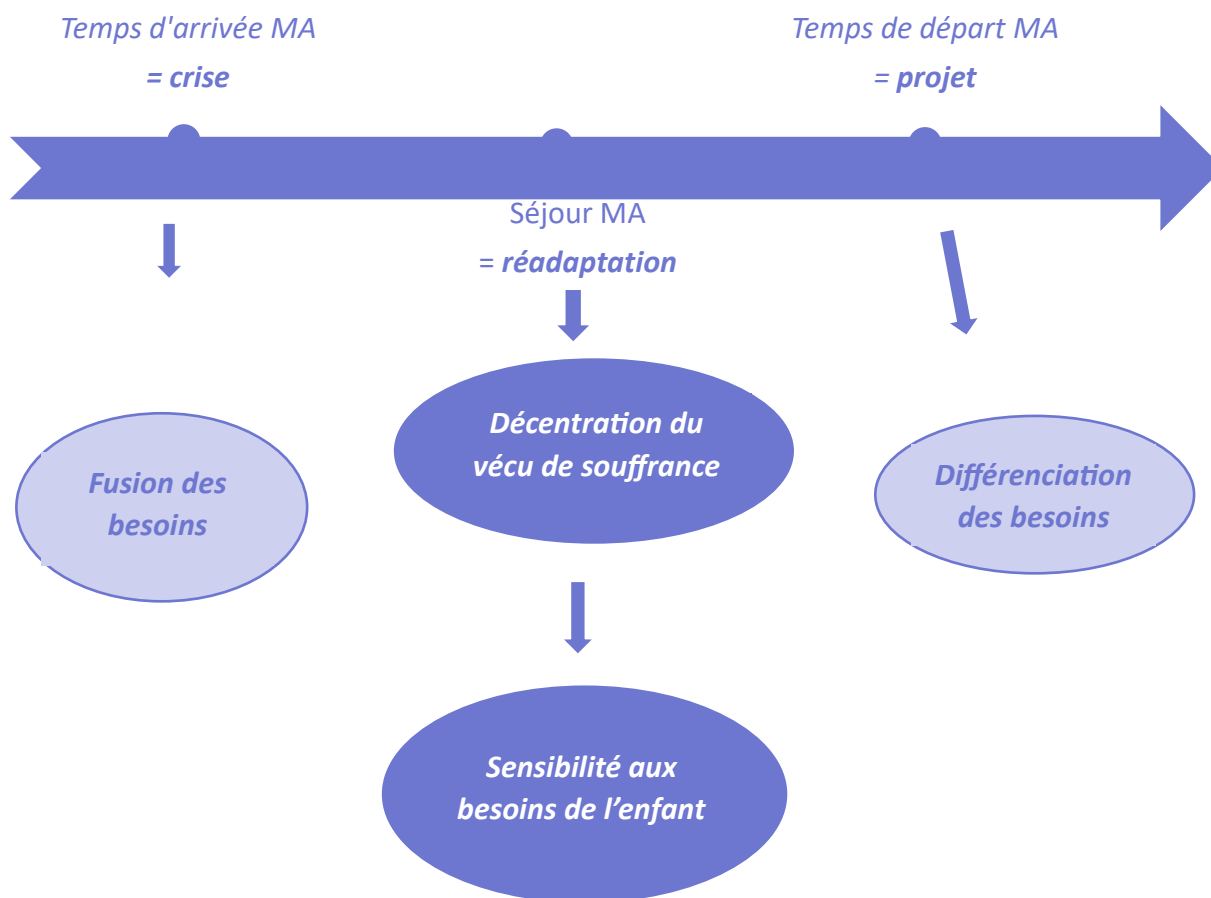 Temps d'arrivée MA
= crise
Temps de départ MA
= projet
Séjour MA
= réadaptation
Fusion des
besoins
Décentration du
vécu de souffrance
Différenciation
des besoins
Sensibilité aux
besoins de l’enfant